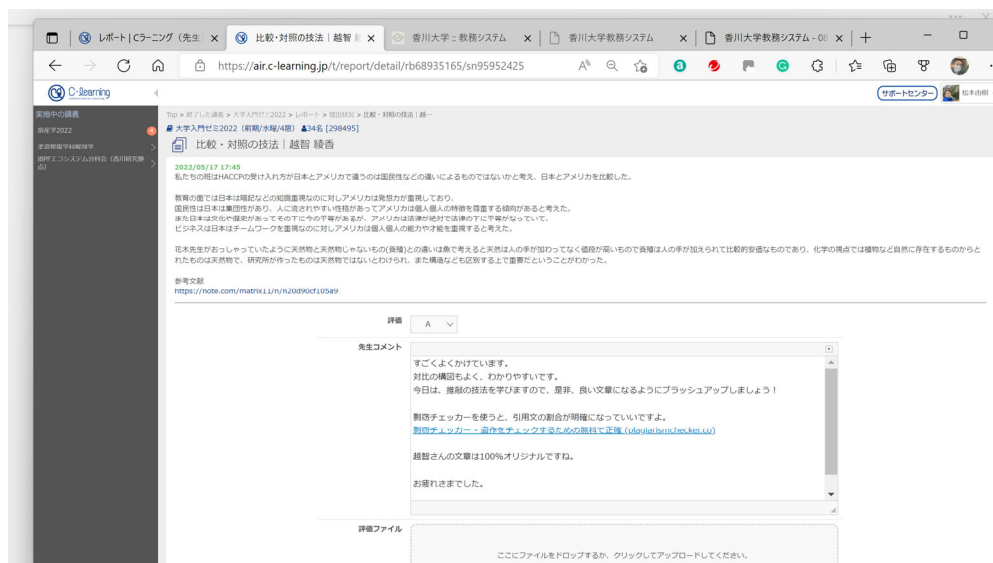 レポート | Cラーニング（先生
比較・対照の技法 | 越智
香川大学 :: 教務システム
香川大学教務システム
香川大学教務システム - 08
https://air.c-learning.jp/t/report/detail/rb68935165/sn95952425
C-Learning
サポートセンター
松本由樹
実施中の講義
畜産学2022
4
柔道整復学科解剖学
iBPFエコシステム分科会（香川研究拠点）
Top > 終了した講義 > 大学入門ゼミ2022 > レポート > 提出状況 > 比較・対照の技法 | 越…
大学入門ゼミ2022（前期/水曜/4限） 34名 [298495]
比較・対照の技法 | 越智 綾香
2022/05/17 17:45
私たちの班はHACCPの受け入れ方が日本とアメリカで違うのは国民性などの違いによるものではないかと考え、日本とアメリカを比較した。
教育の面では日本は暗記などの知識重視なのに対しアメリカは発想力が重視しており、
国民性は日本は集団性があり、人に流されやすい性格があってアメリカは個人個人の特徴を尊重する傾向があると考えた。
また日本は文化や歴史があってその下に今の平等があるが、アメリカは法律が絶対で法律の下に平等がなっていて、
ビジネスは日本はチームワークを重視なのに対しアメリカは個人個人の能力や才能を重視すると考えた。
花木先生がおっしゃっていたように天然物と天然物じゃないもの(養殖)との違いは魚で考えると天然は人の手が加わってなく値段が高いもので養殖は人の手が加えられて比較的安価なものであり、化学の視点では植物など自然に存在するものからと
れたものは天然物で、研究所が作ったものは天然物ではないとわけられ、また構造なども区別する上で重要だということがわかった。
参考文献
https://note.com/matrix11/n/n20d90cf105a9
評価
A
先生コメント
すごくよくかけています。
対比の構図もよく、わかりやすいです。
今日は、推敲の技法を学びますので、是非、良い文章になるようにブラッシュアップしましょう！
剽窃チェッカーを使うと、引用文の割合が明確になっていいですよ。
剽窃チェッカー - 盗作をチェックするための無料で正確 (plagiarismchecker.co)
越智さんの文章は100%オリジナルですね。
お疲れさまでした。
評価ファイル
ここにファイルをドロップするか、クリックしてアップロードしてください。